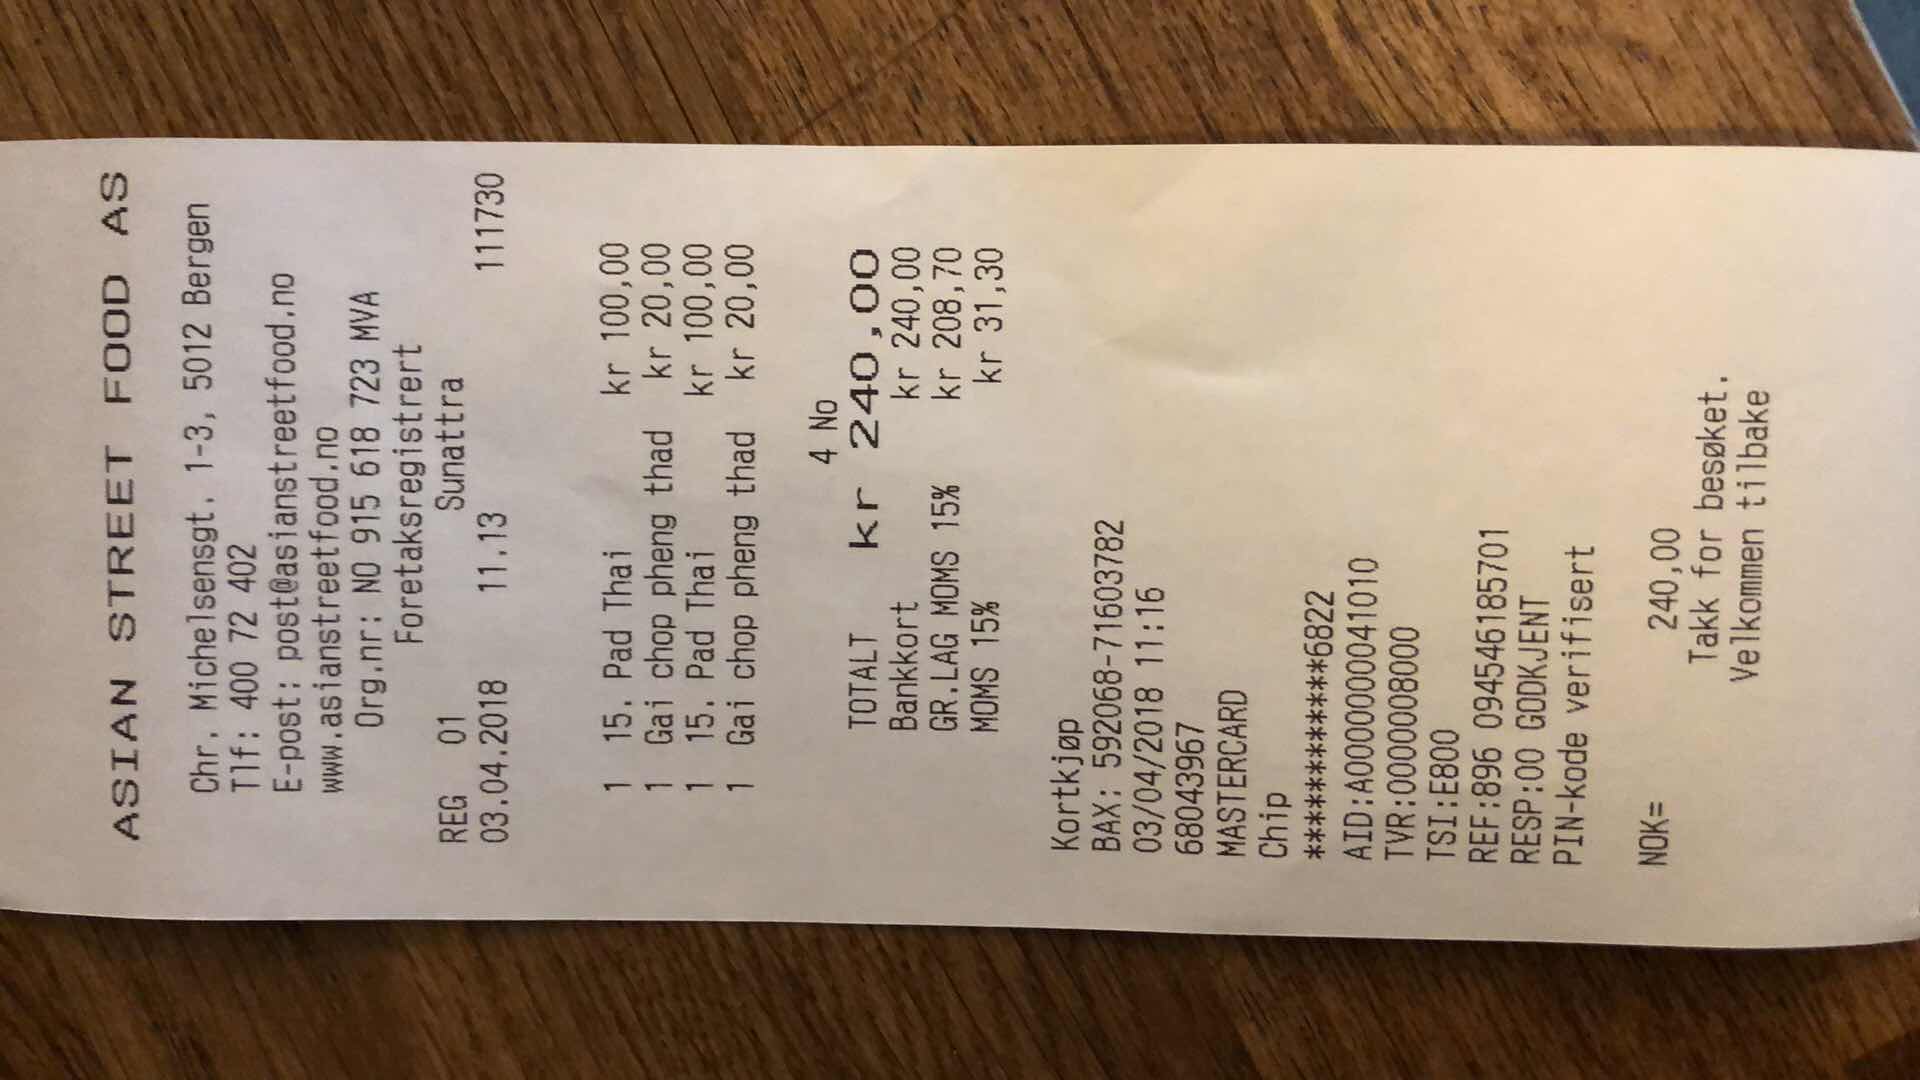 ASIAN STREET FOOD AS
Chr. Michelsensgt. 1-3, 5012 Bergen
Tlf: 400 72 402
E-post: post@asianstreetfood.no
www.asianstreetfood.no
Org.nr: NO 915 618 723 MVA
Foretaksregistrert
REG 01 Sunattra
03.04.2018 11.13 111730
1 15. Pad Thai kr 100,00
1 Gai chop pheng thad kr 20,00
1 15. Pad Thai kr 100,00
1 Gai chop pheng thad kr 20,00
4 No
TOTALT kr 240,00
Bankkort kr 240,00
GR.LAG MOMS 15% kr 208,70
MOMS 15% kr 31,30
Kortkjøp
BAX: 592068-71603782
03/04/2018 11:16
68043967
MASTERCARD
Chip
************6822
AID:A0000000041010
TVR:0000008000
TSI:E800
REF:896 094546185701
RESP:00 GODKJENT
PIN-kode verifisert
NOK= 240,00
Takk for besøket.
Velkommen tilbake